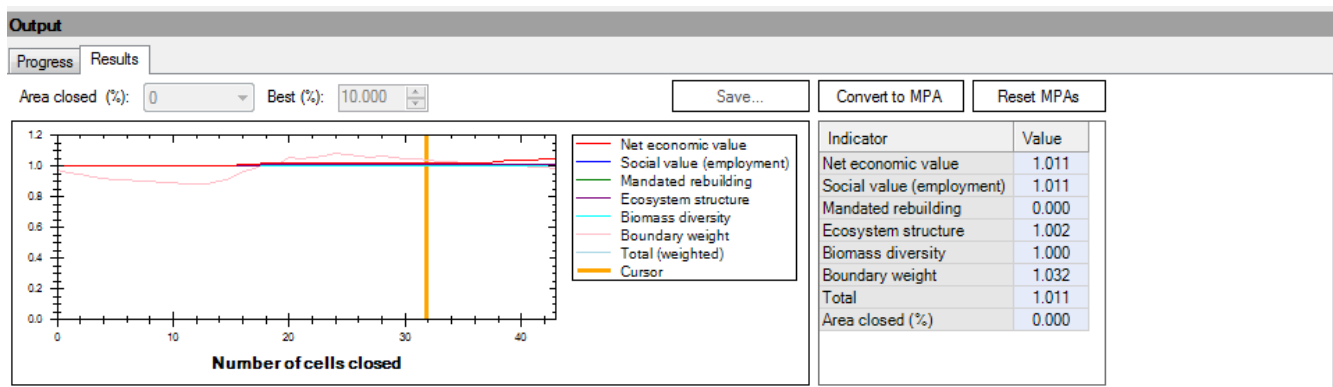 Output
Progress Results
Area closed (%): 0 Best (%): 10.000 Save... Convert to MPA Reset MPAs
1.2
1.0
0.8
0.6
0.4
0.2
0.0
0 10 20 30 40
Number of cells closed
Net economic value
Social value (employment)
Mandated rebuilding
Ecosystem structure
Biomass diversity
Boundary weight
Total (weighted)
Cursor
Indicator Value
Net economic value 1.011
Social value (employment) 1.011
Mandated rebuilding 0.000
Ecosystem structure 1.002
Biomass diversity 1.000
Boundary weight 1.032
Total 1.011
Area closed (%) 0.000